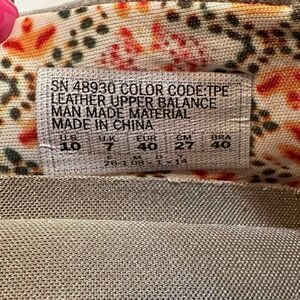 SN 48930 COLOR CODE:TPE
LEATHER UPPER BALANCE
MAN MADE MATERIAL
MADE IN CHINA
U.S. U.K. EUR CM BRA
10 7 40 27 40